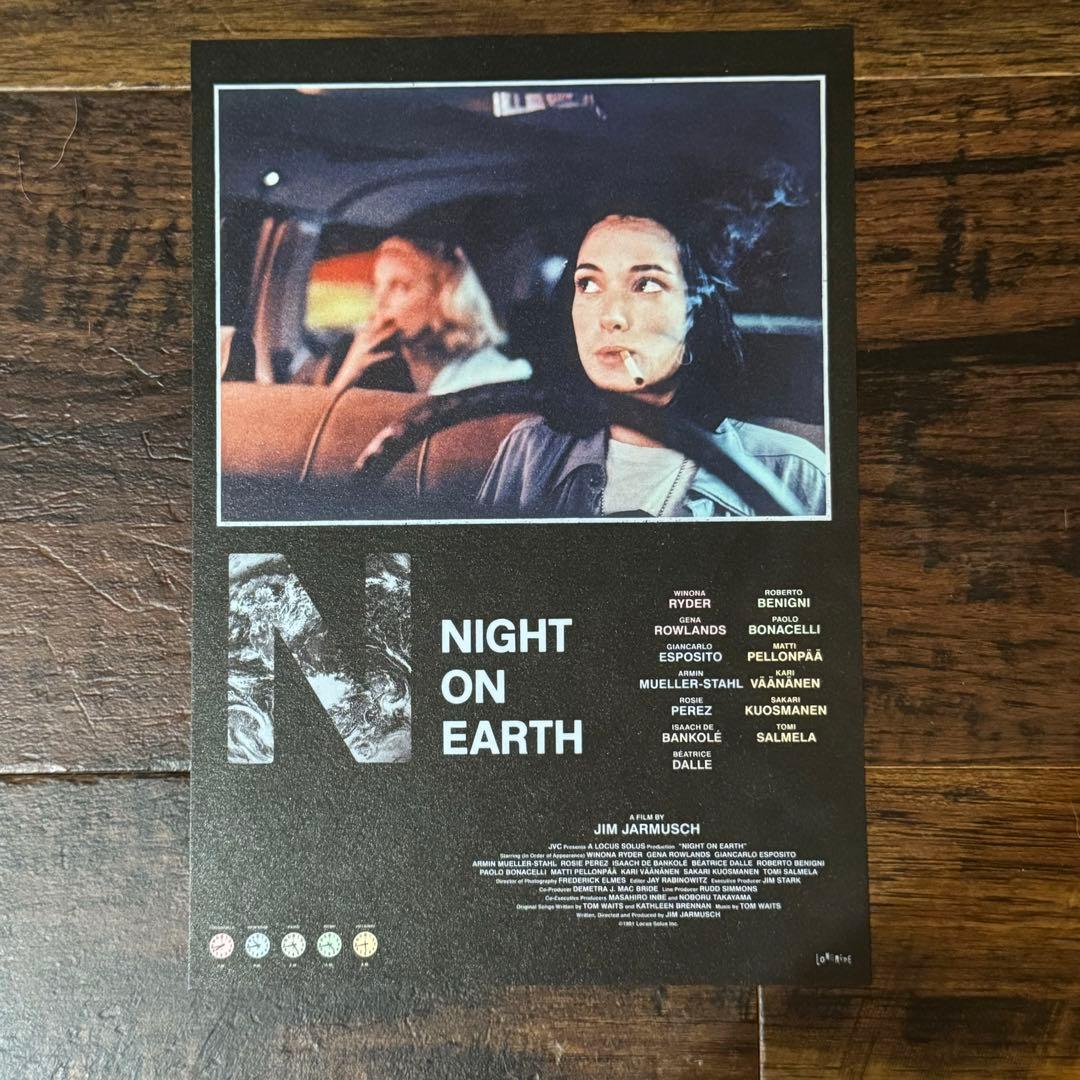 NIGHT
ON
EARTH
WINONA
RYDER
GENA
ROWLANDS
GIANCARLO
ESPOSITO
ARMIN
MUELLER-STAHL
ROSIE
PEREZ
ISAACH DE
BANKOLÉ
BÉATRICE
DALLE
ROBERTO
BENIGNI
PAOLO
BONACELLI
MATTI
PELLONPÄÄ
KARI
VÄÄNÄNEN
SAKARI
KUOSMANEN
TOMI
SALMELA
A FILM BY
JIM JARMUSCH
JVC Presents A LOCUS SOLUS Production "NIGHT ON EARTH"
Starring (in Order of Appearance) WINONA RYDER GENA ROWLANDS GIANCARLO ESPOSITO
ARMIN MUELLER-STAHL ROSIE PEREZ ISAACH DE BANKOLÉ BÉATRICE DALLE ROBERTO BENIGNI
PAOLO BONACELLI MATTI PELLONPÄÄ KARI VÄÄNÄNEN SAKARI KUOSMANEN TOMI SALMELA
Director of Photography FREDERICK ELMES Editor JAY RABINOWITZ Executive Producer JIM STARK
Co-Producer DEMETRA J. MAC BRIDE Line Producer RUDD SIMMONS
Co-Executive Producers MASAHIRO INBE and NOBORU TAKAYAMA
Original Songs Written by TOM WAITS and KATHLEEN BRENNAN Music by TOM WAITS
Written, Directed and Produced by JIM JARMUSCH
©1991 Locus Solus Inc.